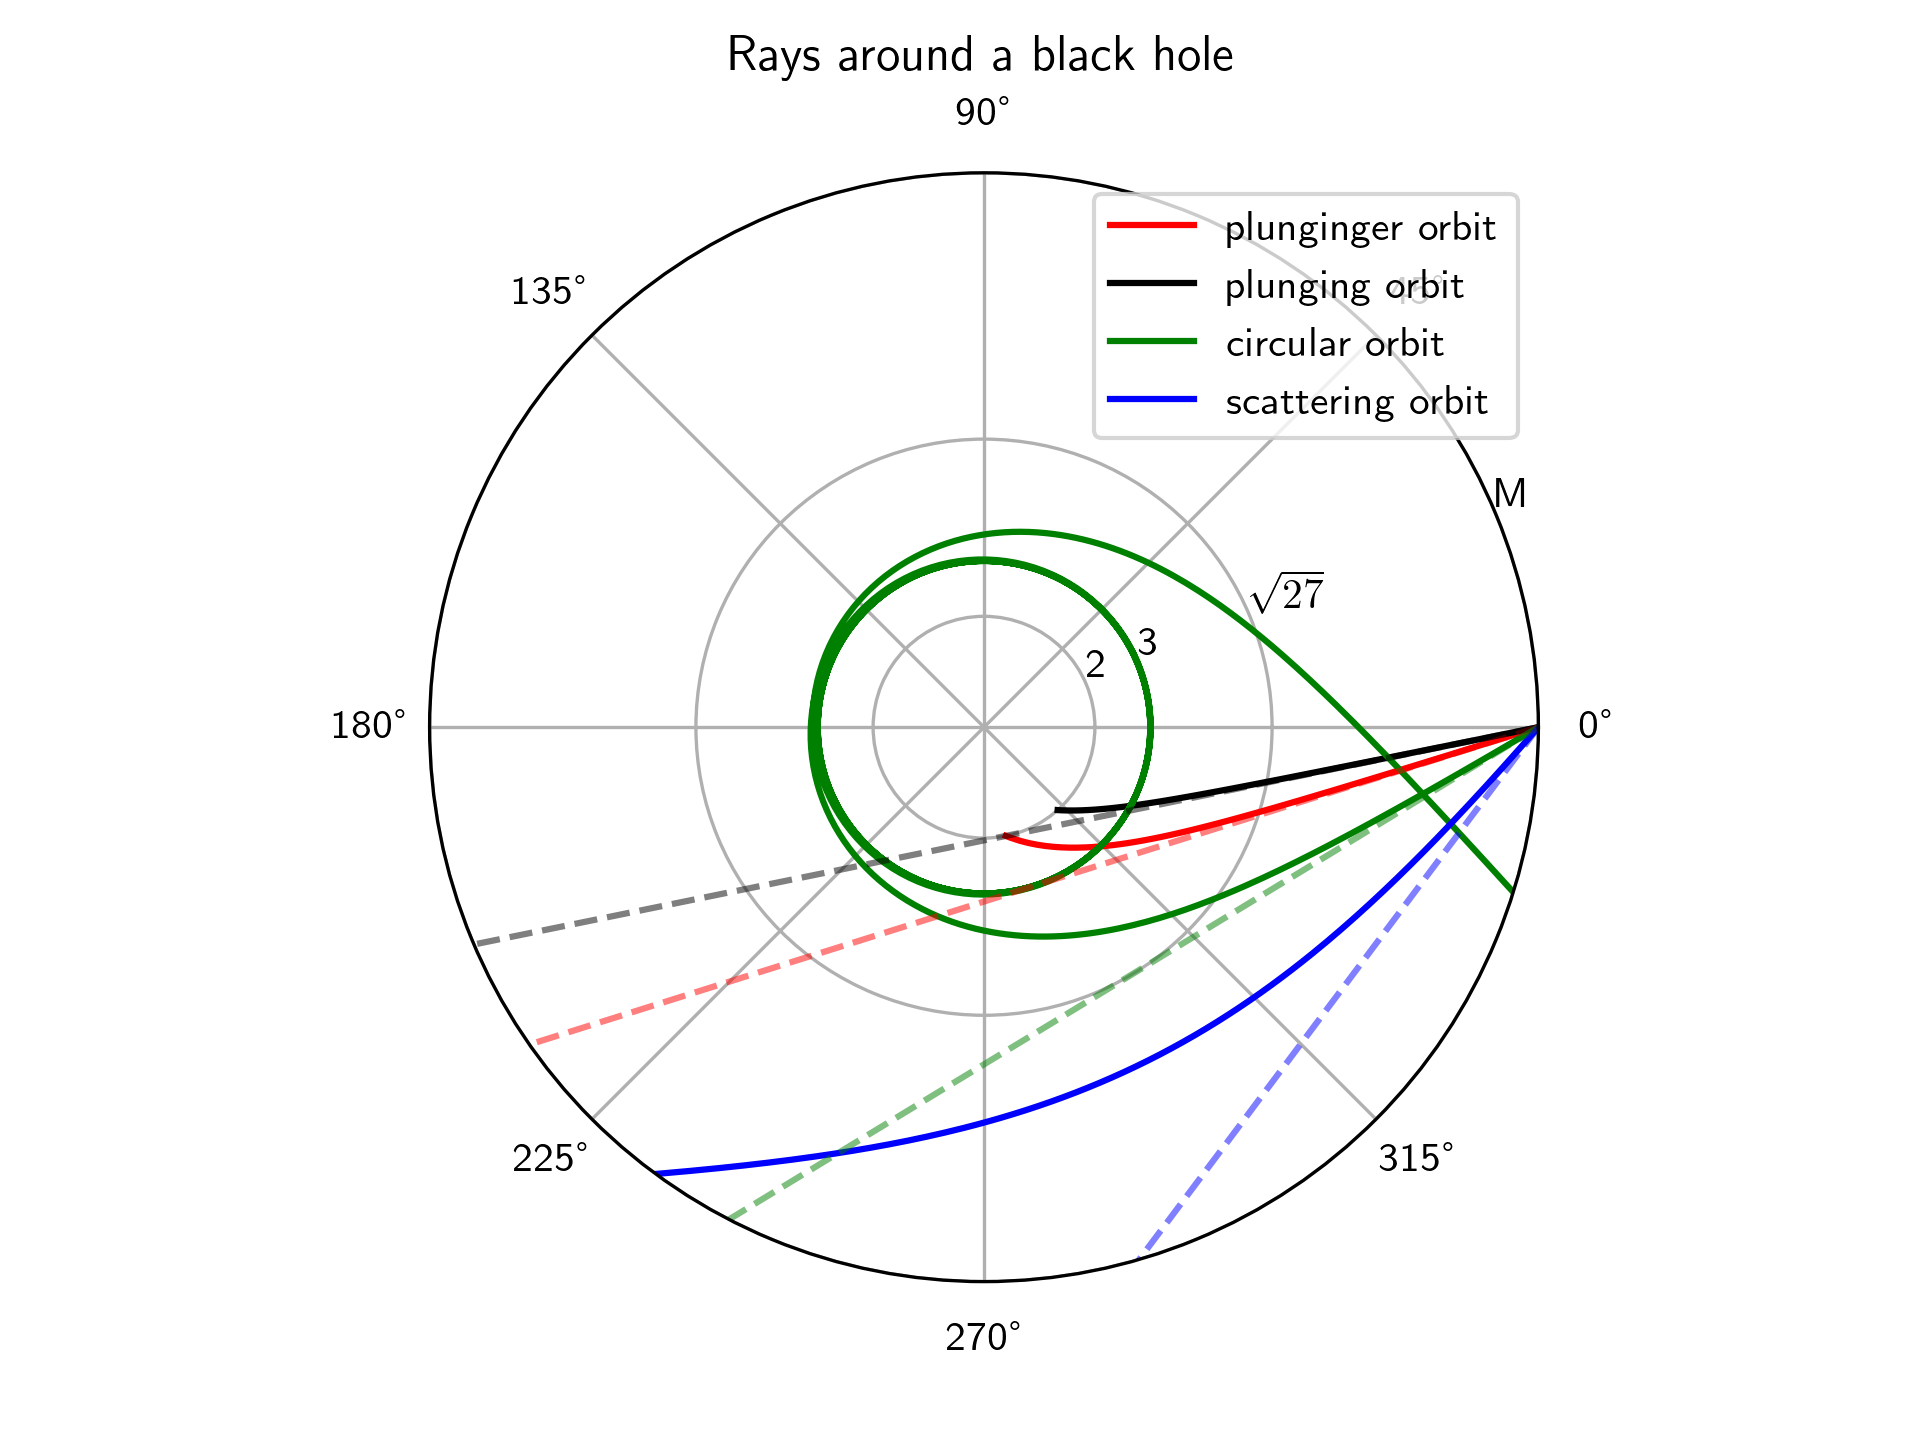 Rays around a black hole
90°
plunginger orbit
135°
45°
plunging orbit
circular orbit
scattering orbit
M
√27
3
2
180°
0°
225°
315°
270°